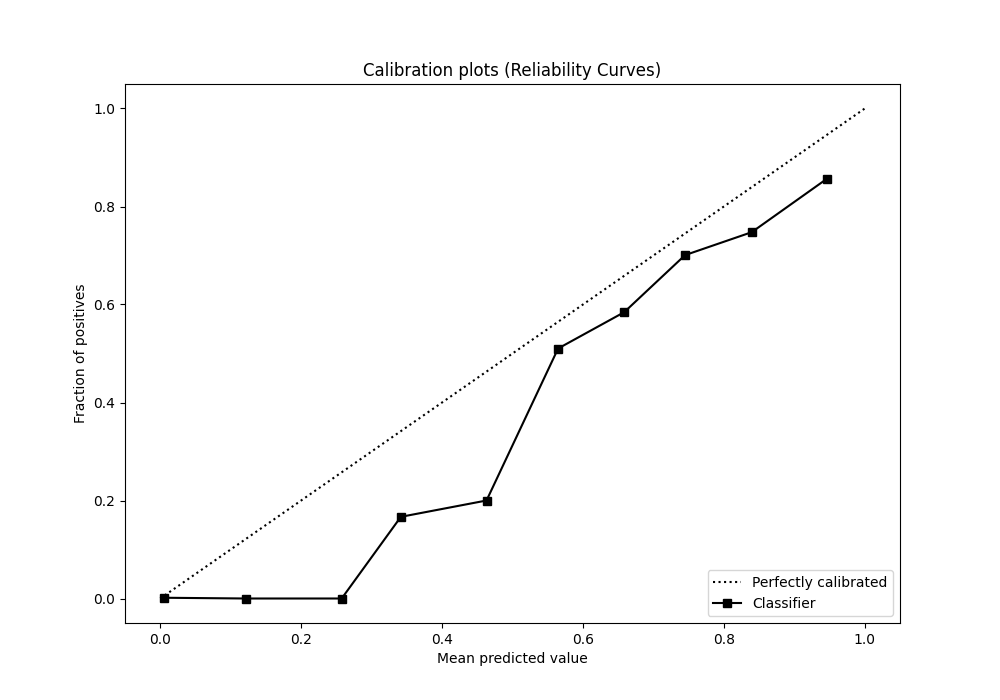 Calibration plots (Reliability Curves)
1.0
0.8
0.6
0.4
0.2
0.0
Fraction of positives
0.0 0.2 0.4 0.6 0.8 1.0
Mean predicted value
Perfectly calibrated
Classifier